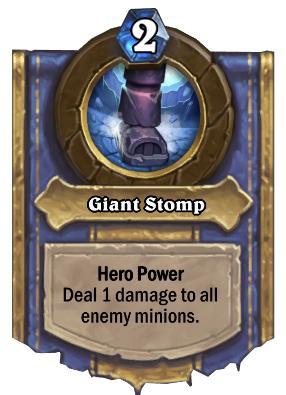 2
Giant Stomp
Hero Power
Deal 1 damage to all
enemy minions.